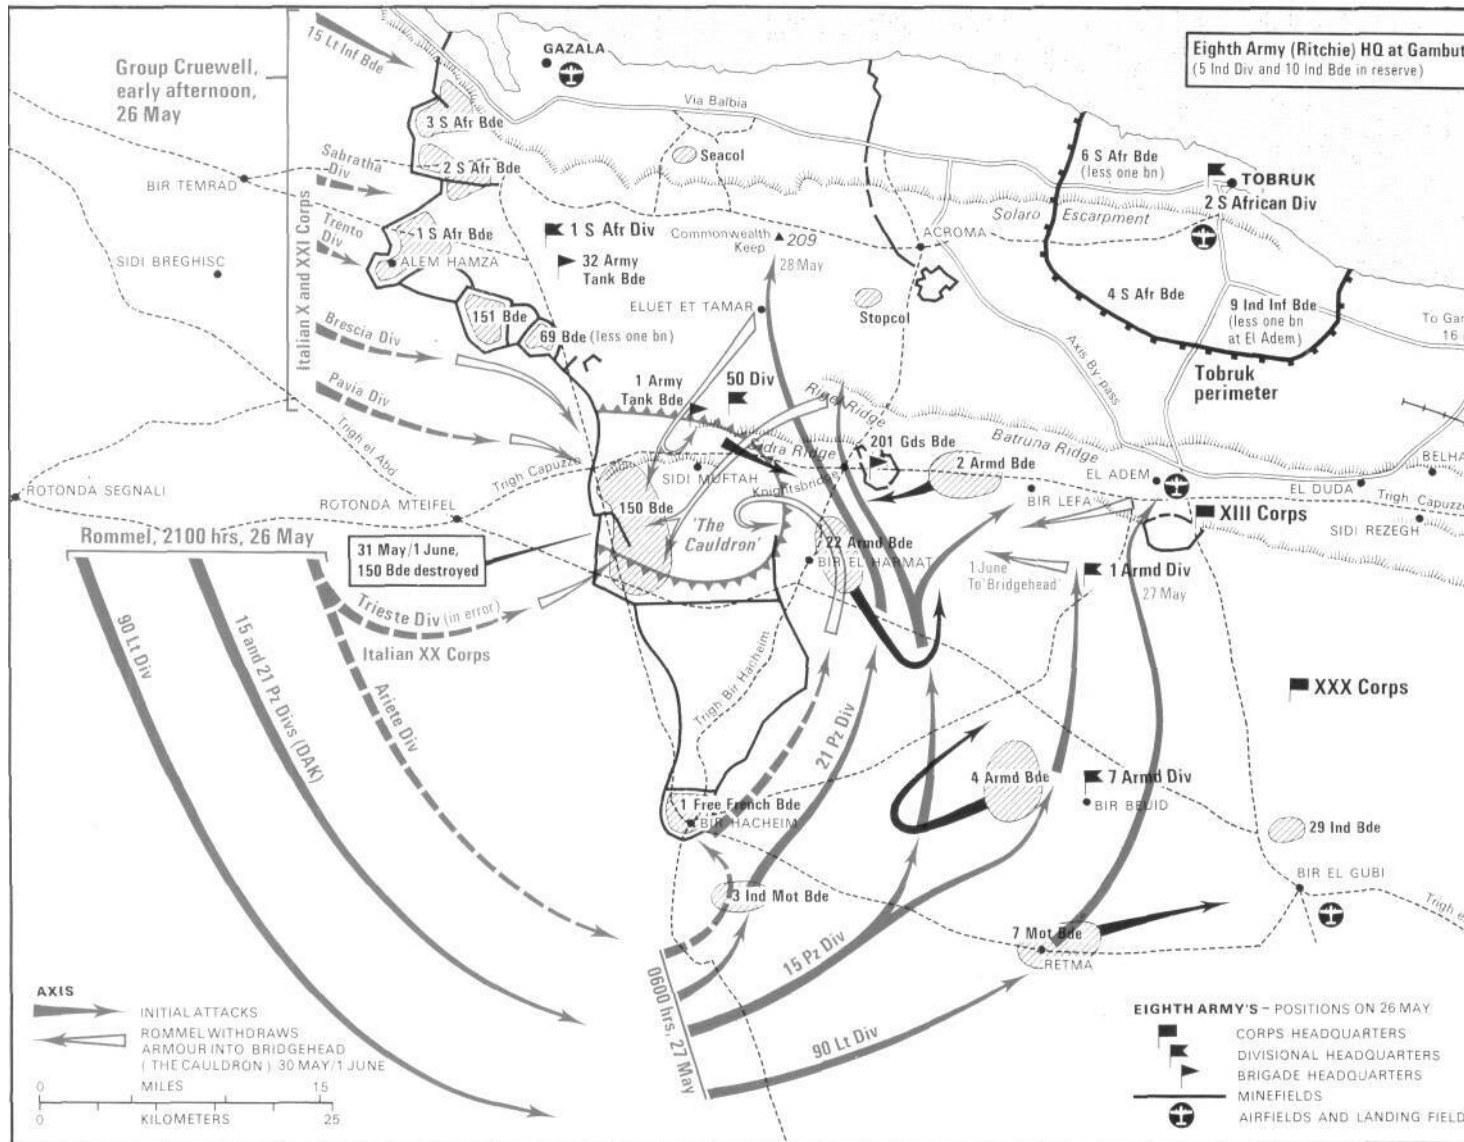 15 Lt Inf Bde
GAZALA
Eighth Army (Ritchie) HQ at Gambut
(5 Ind Div and 10 Ind Bde in reserve)
Group Cruewell,
early afternoon,
26 May
Via Balbia
3 S Afr Bde
Seacol
6 S Afr Bde
(less one bn)
TOBRUK
2 S African Div
Sabratha
Div
2 S Afr Bde
BIR TEMRAD
Italian X and XXI Corps
Solaro Escarpment
Trento
Div
1 S Afr Bde
1 S Afr Div
Commonwealth
Keep
209
28 May
ACROMA
SIDI BREGHISC
ALEM HAMZA
32 Army
Tank Bde
4 S Afr Bde
9 Ind Inf Bde
(less one bn
at El Adem)
ELUET ET TAMAR
Stopcol
151 Bde
69 Bde (less one bn)
To Gam
16
Brescia Div
Axis By-pass
Tobruk
perimeter
Pavia Div
1 Army
Tank Bde
50 Div
Rigel Ridge
Trigh el Abd
Sidra Ridge
201 Gds Bde
Batruna Ridge
2 Armd Bde
EL ADEM
BELHA
Trigh Capuzzo
SIDI MUFTAH
Knightsbridge
BIR LEFA
EL DUDA
Trigh Capuzzo
ROTONDA SEGNALI
ROTONDA MTEIFEL
150 Bde
'The
Cauldron'
XIII Corps
SIDI REZEGH
Rommel, 2100 hrs, 26 May
31 May/1 June,
150 Bde destroyed
22 Armd Bde
BIR EL HARMAT
1 June
To 'Bridgehead'
1 Armd Div
27 May
Trieste Div (in error)
Italian XX Corps
90 Lt Div
15 and 21 Pz Divs (DAK)
Ariete Div
Trigh Bir Hacheim
21 Pz Div
XXX Corps
4 Armd Bde
7 Armd Div
BIR BEUID
1 Free French Bde
BIR HACHEIM
29 Ind Bde
BIR EL GUBI
3 Ind Mot Bde
Trigh e
7 Mot Bde
RETMA
15 Pz Div
0600 hrs, 27 May
90 Lt Div
AXIS
INITIAL ATTACKS
ROMMEL WITHDRAWS
ARMOUR INTO BRIDGEHEAD
(THE CAULDRON) 30 MAY/1 JUNE
0 MILES 15
0 KILOMETERS 25
EIGHTH ARMY'S – POSITIONS ON 26 MAY
CORPS HEADQUARTERS
DIVISIONAL HEADQUARTERS
BRIGADE HEADQUARTERS
MINEFIELDS
AIRFIELDS AND LANDING FIELD